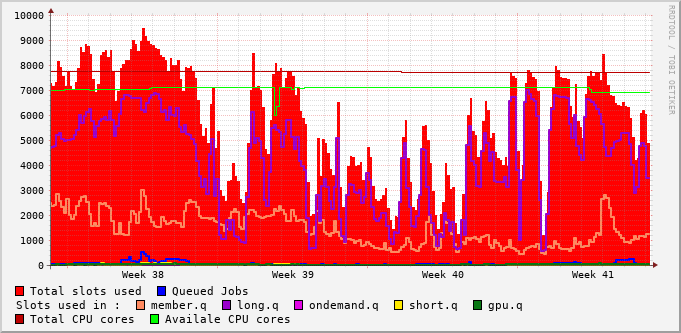 10000
9000
8000
7000
6000
5000
4000
3000
2000
1000
0
Week 38 Week 39 Week 40 Week 41
RRDTOOL / TOBI OETIKER
Total slots used Queued Jobs
Slots used in : member.q long.q ondemand.q short.q gpu.q
Total CPU cores Availale CPU cores